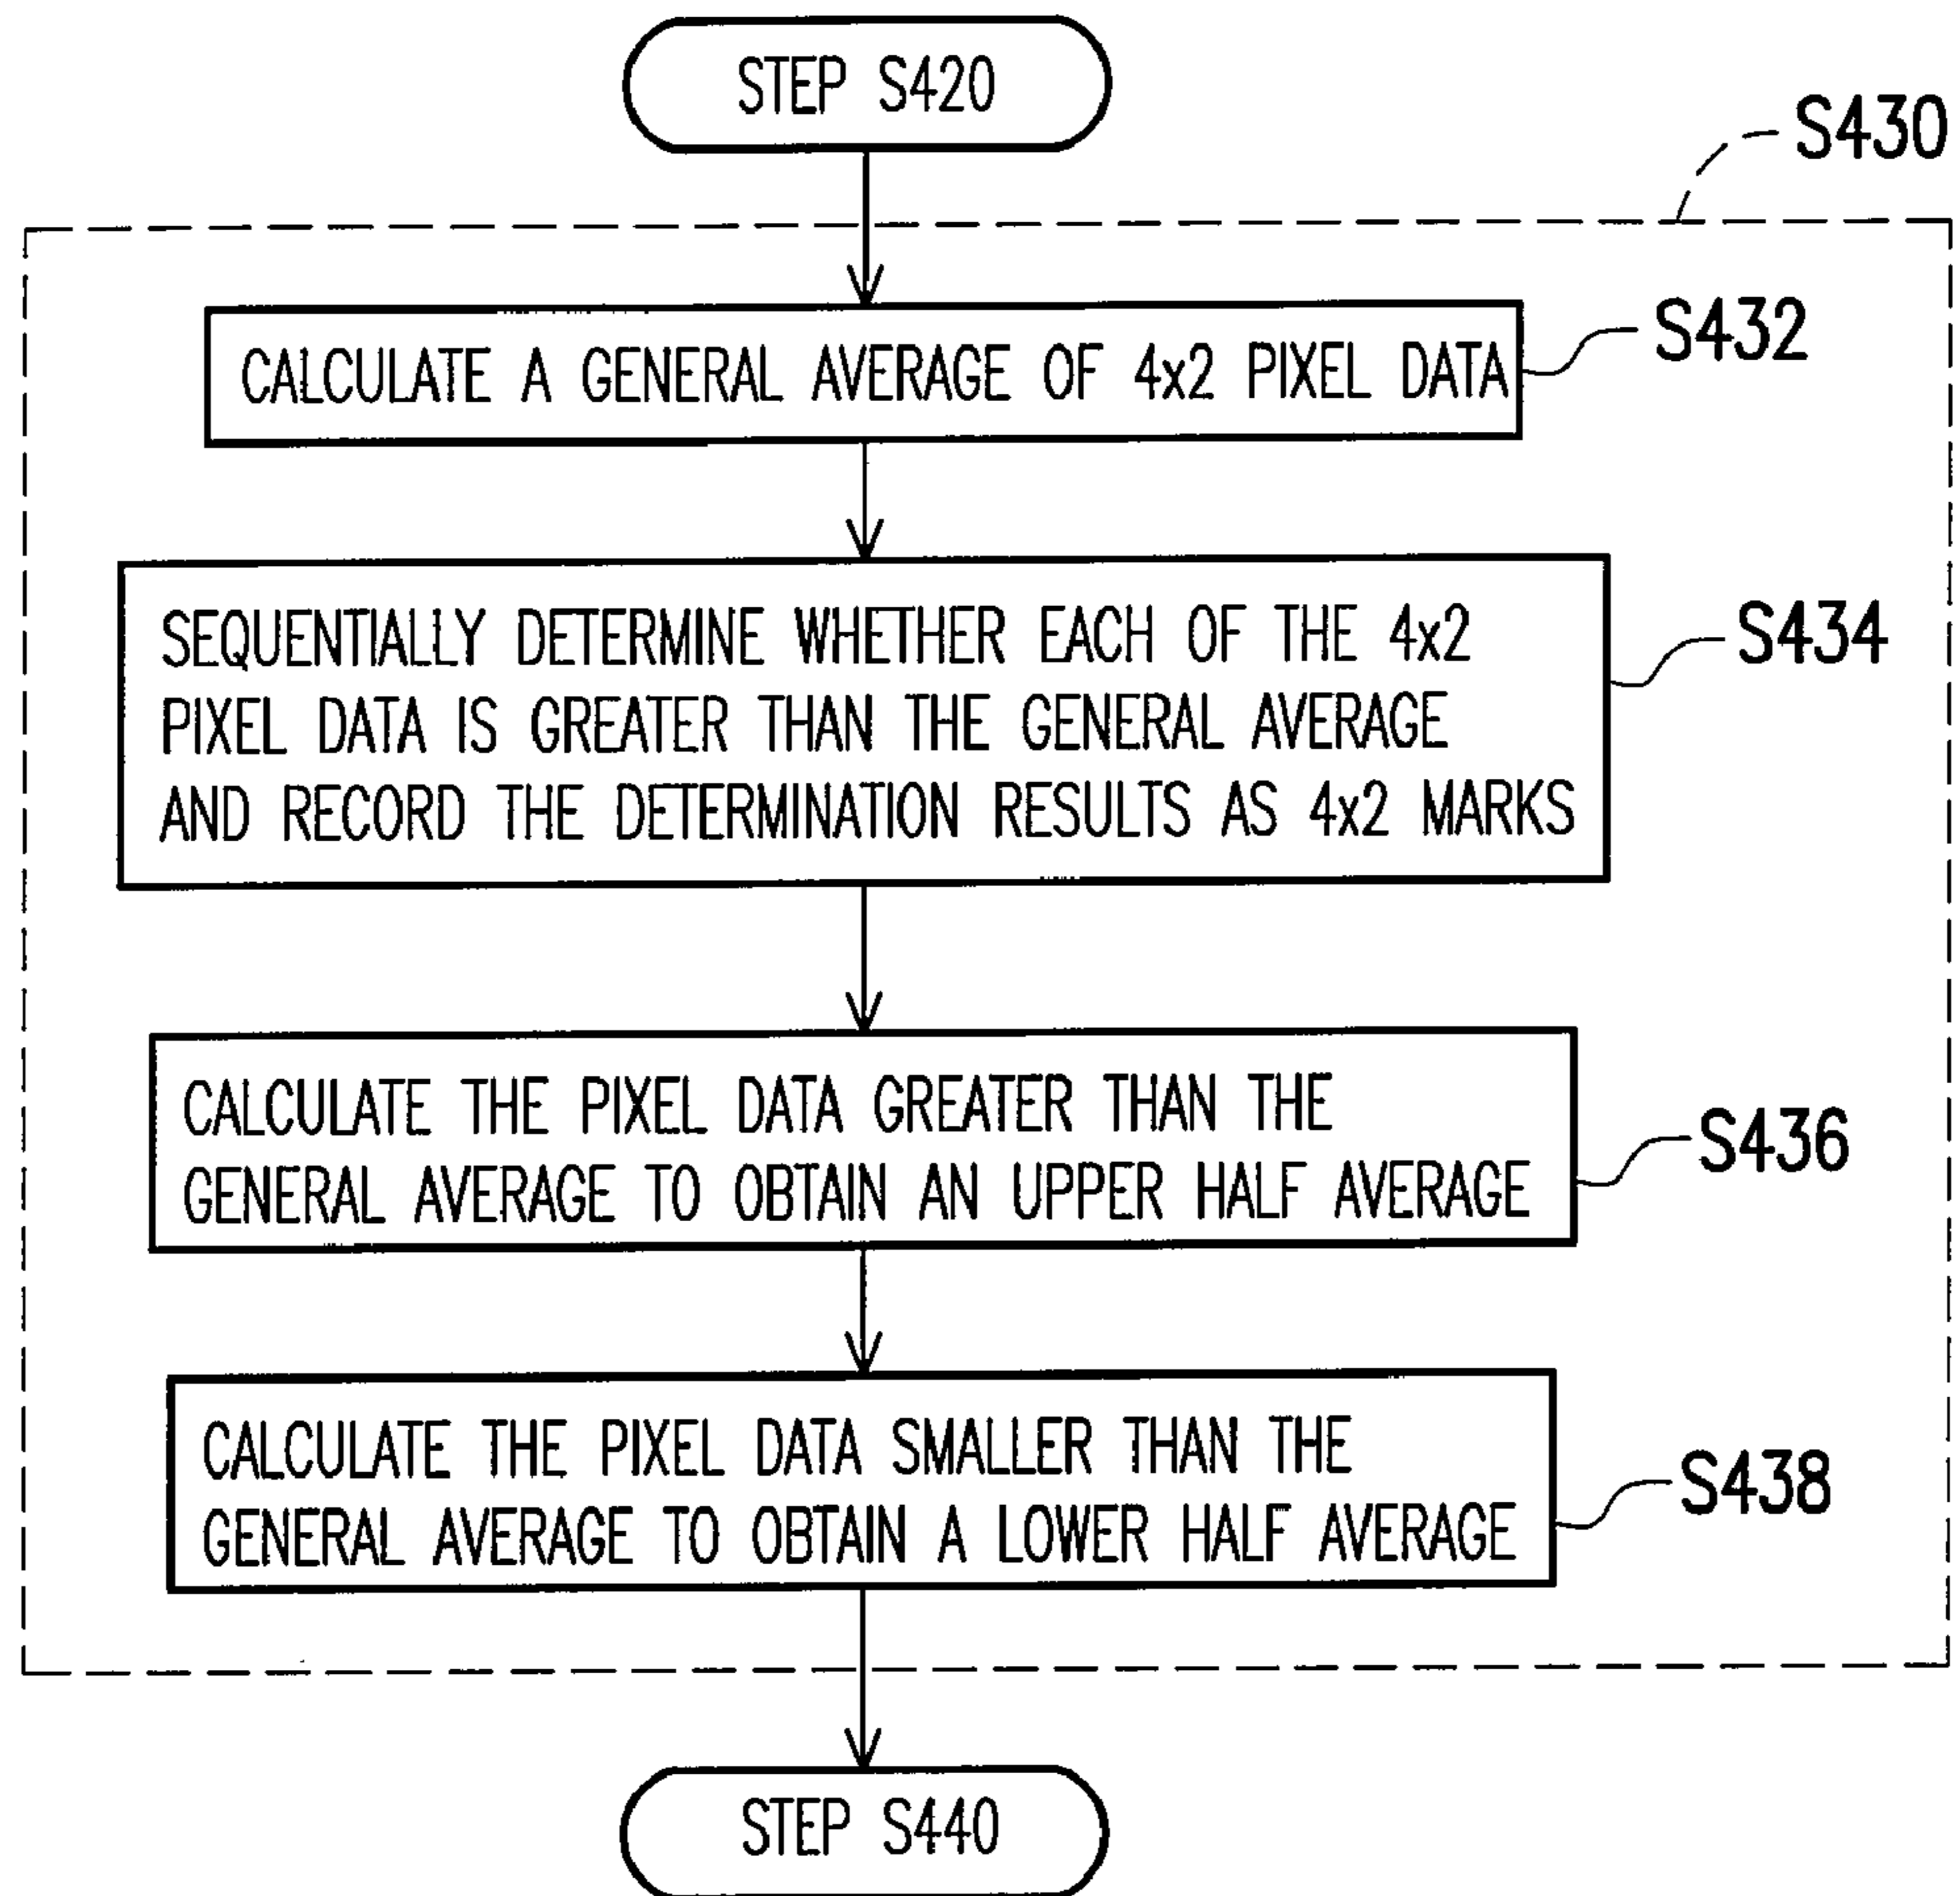 STEP S420
S430
CALCULATE A GENERAL AVERAGE OF 4x2 PIXEL DATA
S432
SEQUENTIALLY DETERMINE WHETHER EACH OF THE 4x2
PIXEL DATA IS GREATER THAN THE GENERAL AVERAGE
AND RECORD THE DETERMINATION RESULTS AS 4x2 MARKS
S434
CALCULATE THE PIXEL DATA GREATER THAN THE
GENERAL AVERAGE TO OBTAIN AN UPPER HALF AVERAGE
S436
CALCULATE THE PIXEL DATA SMALLER THAN THE
GENERAL AVERAGE TO OBTAIN A LOWER HALF AVERAGE
S438
STEP S440